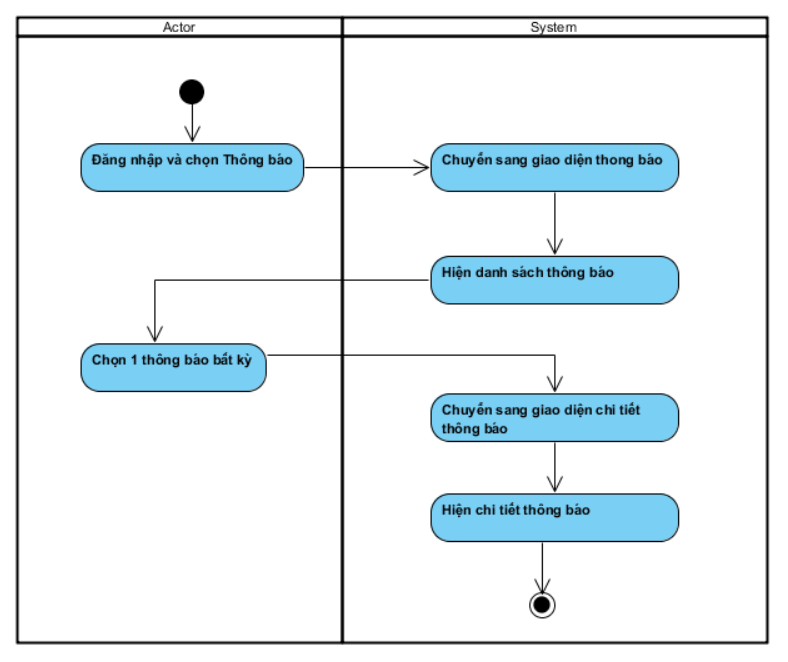 Actor
System
Đăng nhập và chọn Thông báo
Chuyển sang giao diện thong báo
Hiện danh sách thông báo
Chọn 1 thông báo bất kỳ
Chuyển sang giao diện chi tiết
thông báo
Hiện chi tiết thông báo